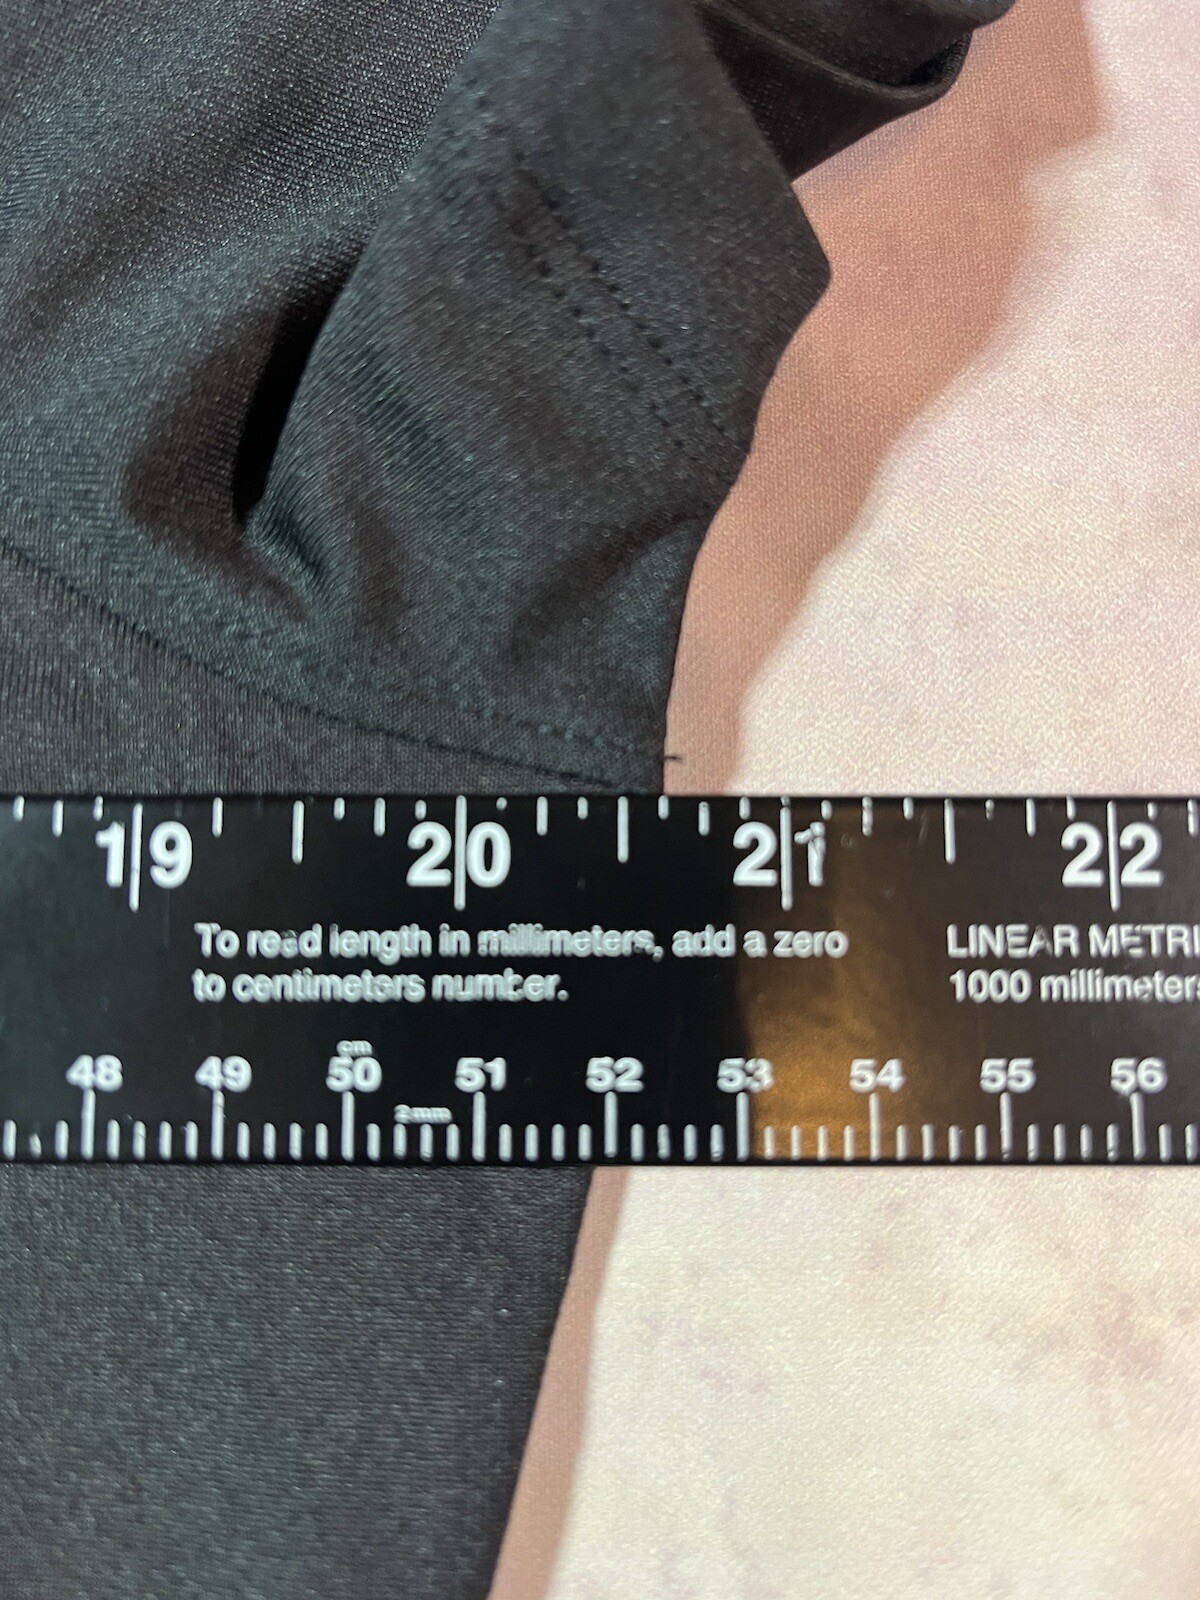 19 20 21 22
To read length in millimeters, add a zero
to centimeters number.
LINEAR METRI
1000 millimeters
cm
48 49 50 51 52 53 54 55 56
2mm